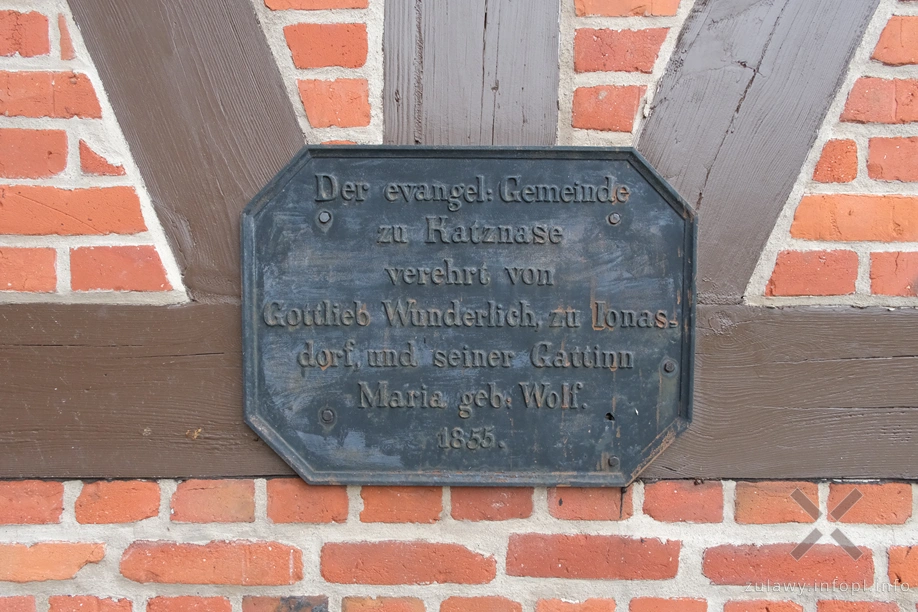 Der evangel: Gemeinde
zu Katznase
verehrt von
Gottlieb Wunderlich, zu Ionas-
dorf, und seiner Gattinn
Maria geb: Wolf.
1855.
zulawy.infopl.info